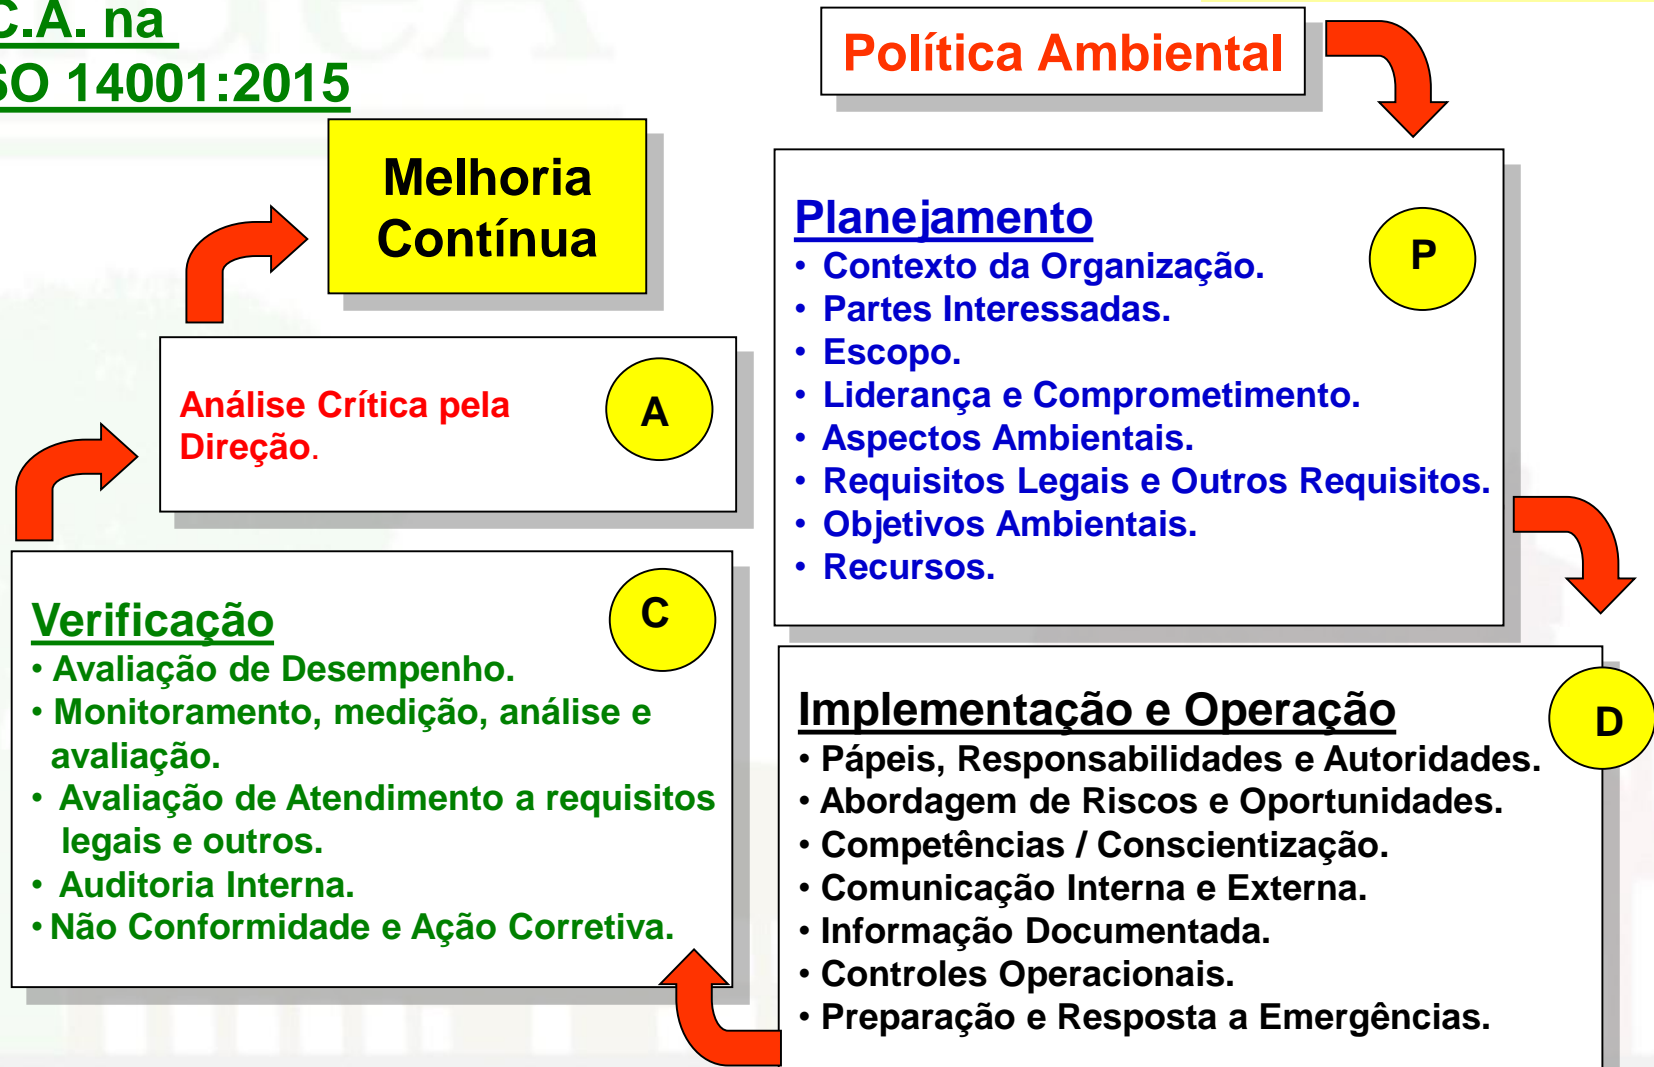 C.A. na
SO 14001:2015
Política Ambiental
Melhoria
Contínua
Planejamento
P
• Contexto da Organização.
• Partes Interessadas.
• Escopo.
• Liderança e Comprometimento.
• Aspectos Ambientais.
• Requisitos Legais e Outros Requisitos.
• Objetivos Ambientais.
• Recursos.
Análise Crítica pela
Direção.
A
Verificação
C
• Avaliação de Desempenho.
• Monitoramento, medição, análise e
avaliação.
• Avaliação de Atendimento a requisitos
legais e outros.
• Auditoria Interna.
• Não Conformidade e Ação Corretiva.
Implementação e Operação
D
• Pápeis, Responsabilidades e Autoridades.
• Abordagem de Riscos e Oportunidades.
• Competências / Conscientização.
• Comunicação Interna e Externa.
• Informação Documentada.
• Controles Operacionais.
• Preparação e Resposta a Emergências.